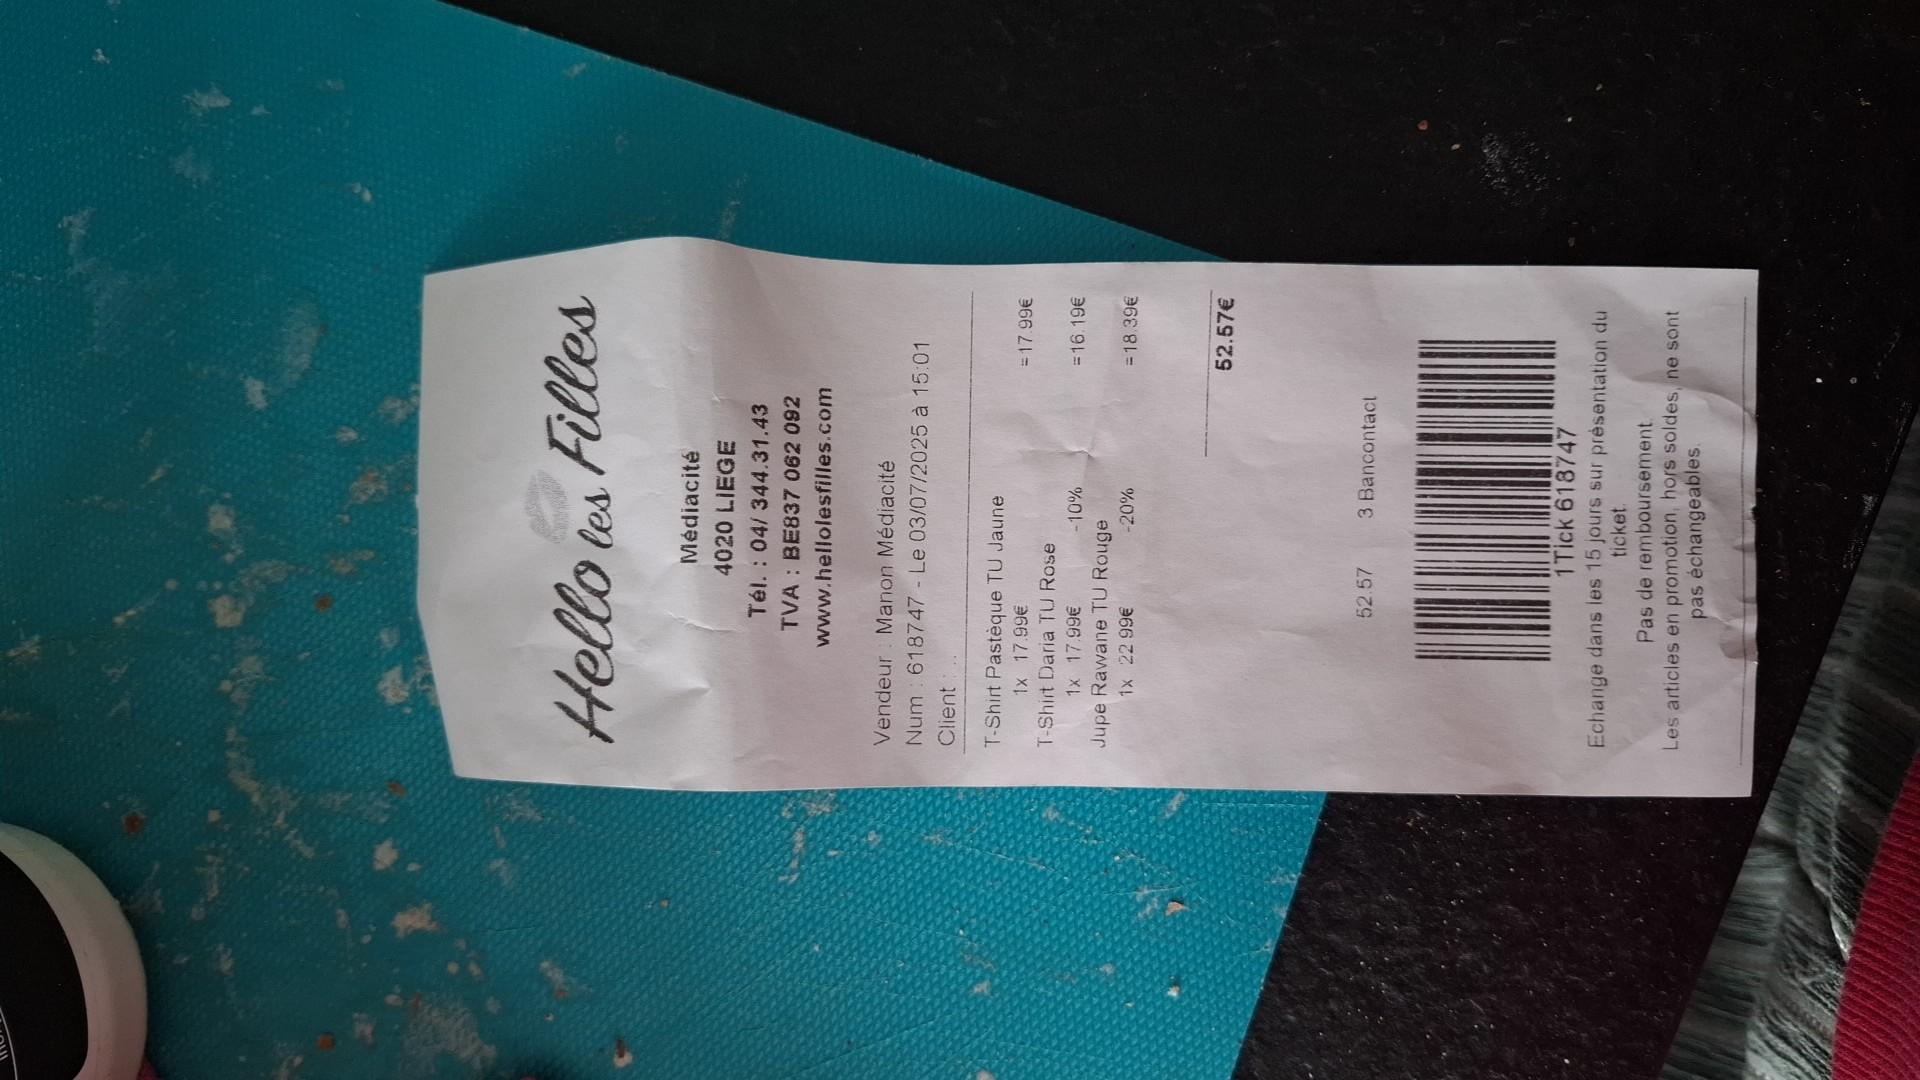 Hello les Filles
Médiacité
4020 LIEGE
Tél. : 04/ 344.31.43
TVA : BE837 062 092
www.hellolesfilles.com
Vendeur : Manon Médiacité
Num : 618747 - Le 03/07/2025 à 15:01
Client : ..
T-Shirt Pastèque TU Jaune
1x 17.99€ =17.99€
T-Shirt Daria TU Rose
1x 17.99€ -10% =16.19€
Jupe Rawane TU Rouge
1x 22.99€ -20% =18.39€
52.57€
52.57 3 Bancontact
1Tick 618747
Echange dans les 15 jours sur présentation du
ticket.
Pas de remboursement.
Les articles en promotion, hors soldes, ne sont
pas échangeables.